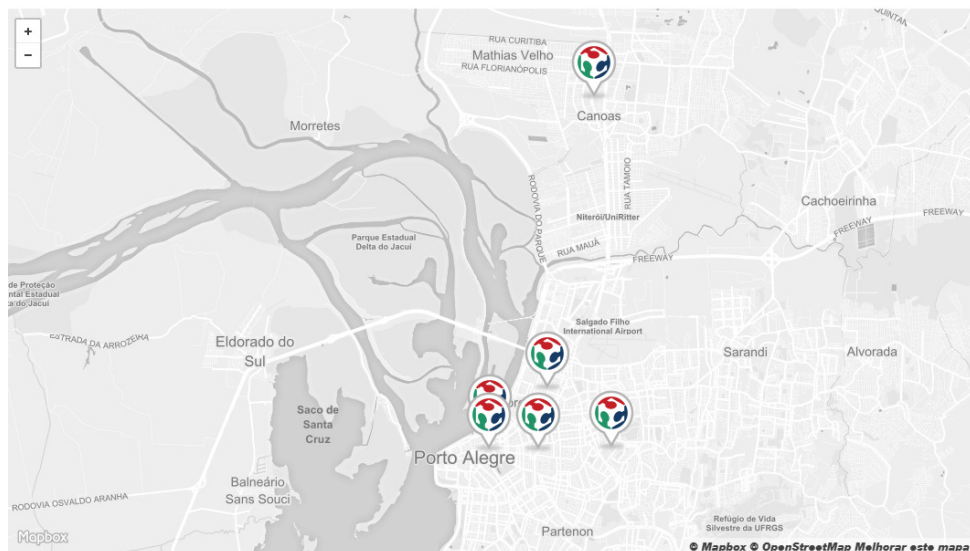 +
−
RUA CURITIBA
Mathias Velho
RUA FLORIANÓPOLIS
Canoas
Morretes
RUA TAMOIO
RODOVIA DO PARQUE
Cachoeirinha
FREEWAY
FREEWAY
Niterói/UniRitter
Parque Estadual
Delta do Jacuí
RUA MAUÁ
FREEWAY
de Proteção
ental Estadual
ta do Jacuí
Salgado Filho
International Airport
ESTRADA DA ARROZEIRA
Eldorado do
Sul
Sarandi
Alvorada
Saco de
Santa
Cruz
Porto Alegre
Balneário
Sans Souci
RODOVIA OSVALDO ARANHA
Refúgio de Vida
Silvestre da UFRGS
Partenon
Mapbox
© Mapbox © OpenStreetMap Melhorar este mapa